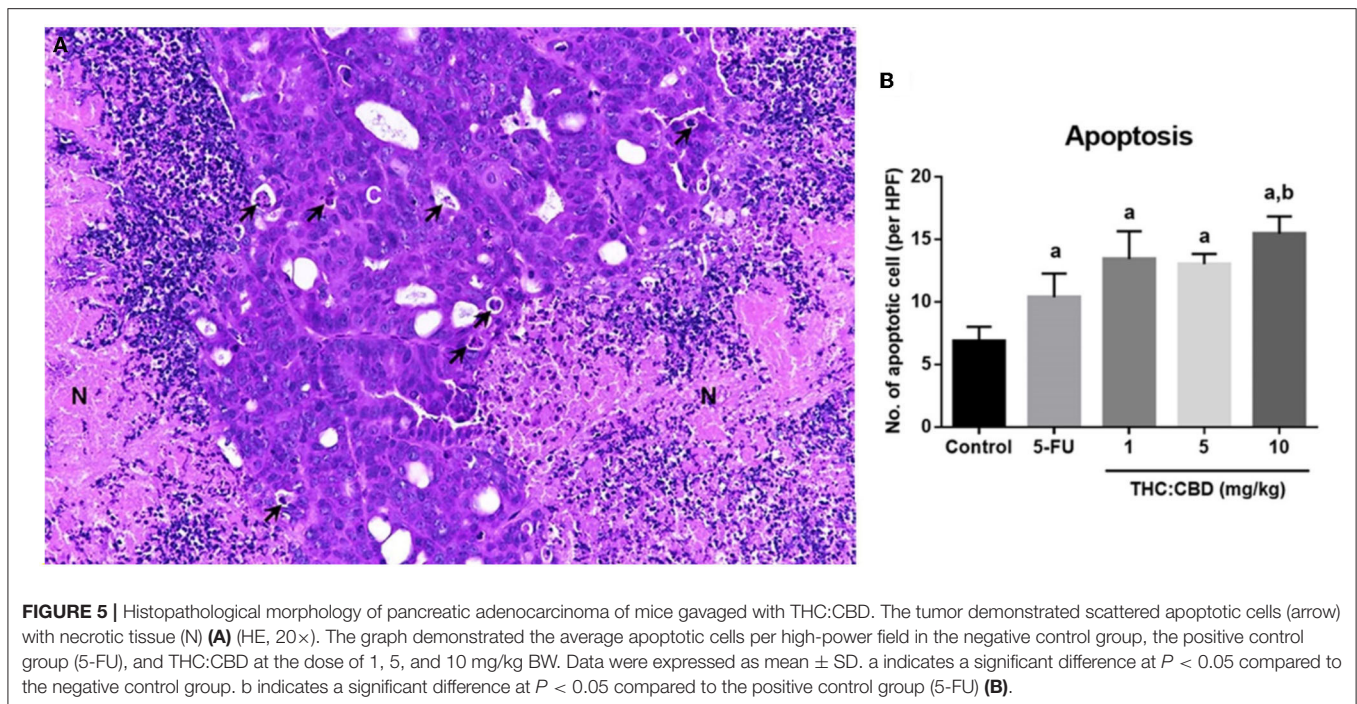 A
C
N
N
B
Apoptosis
No. of apoptotic cell (per HPF)
20
15
10
5
0
a
a
a
a,b
Control 5-FU 1 5 10
THC:CBD (mg/kg)
FIGURE 5 | Histopathological morphology of pancreatic adenocarcinoma of mice gavaged with THC:CBD. The tumor demonstrated scattered apoptotic cells (arrow)
with necrotic tissue (N) (A) (HE, 20×). The graph demonstrated the average apoptotic cells per high-power field in the negative control group, the positive control
group (5-FU), and THC:CBD at the dose of 1, 5, and 10 mg/kg BW. Data were expressed as mean ± SD. a indicates a significant difference at P < 0.05 compared to
the negative control group. b indicates a significant difference at P < 0.05 compared to the positive control group (5-FU) (B).